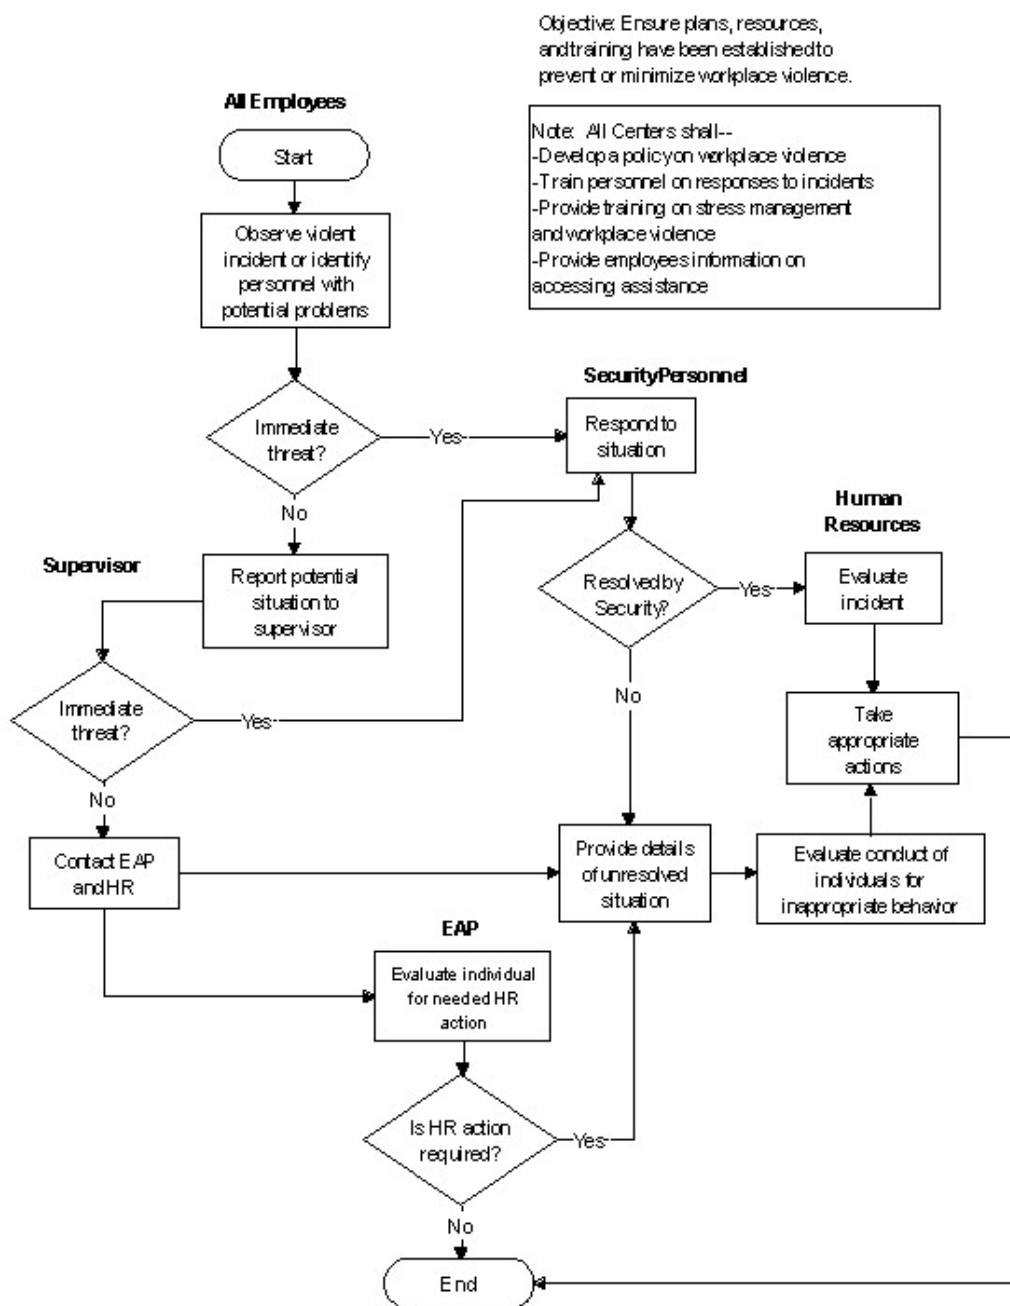 Objective: Ensure plans, resources,
and training have been established to
prevent or minimize workplace violence.
Note: All Centers shall--
-Develop a policy on workplace violence
-Train personnel on responses to incidents
-Provide training on stress management
and workplace violence
-Provide employees information on
accessing assistance
All Employees
Start
Observe violent
incident or identify
personnel with
potential problems
Immediate
threat?
Yes
No
Security Personnel
Respond to
situation
Resolved by
Security?
Yes
No
Human
Resources
Evaluate
incident
Take
appropriate
actions
Supervisor
Report potential
situation to
supervisor
Immediate
threat?
Yes
No
Contact EAP
and HR
Provide details
of unresolved
situation
Evaluate conduct of
individuals for
inappropriate behavior
EAP
Evaluate individual
for needed HR
action
Is HR action
required?
Yes
No
End